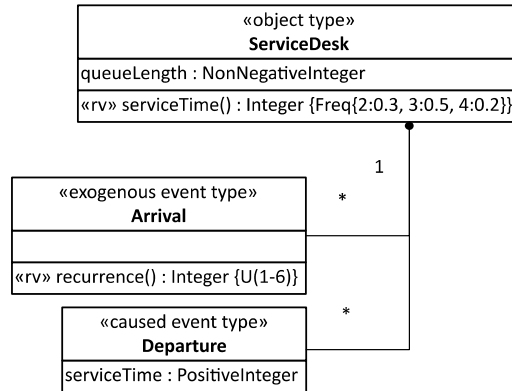 «object type»
ServiceDesk
queueLength : NonNegativeInteger
«rv» serviceTime() : Integer {Freq{2:0.3, 3:0.5, 4:0.2}}
1
«exogenous event type»
Arrival
*
«rv» recurrence() : Integer {U(1-6)}
«caused event type»
Departure
*
serviceTime : PositiveInteger